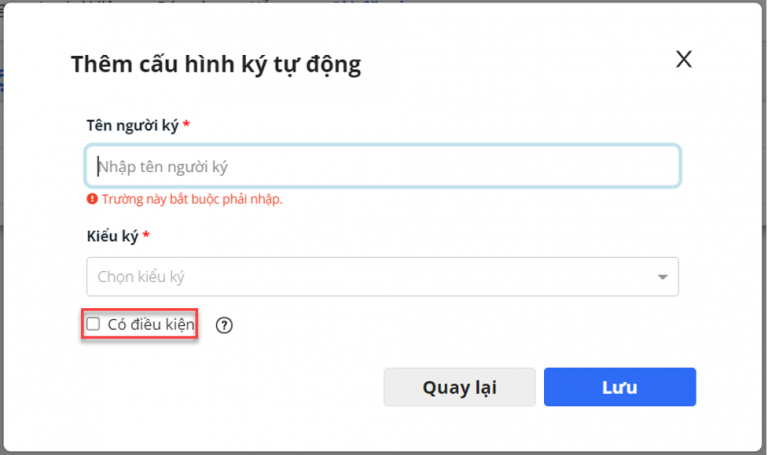 Thêm cấu hình ký tự động
Tên người ký *
Nhập tên người ký
Trường này bắt buộc phải nhập.
Kiểu ký *
Chọn kiểu ký
Có điều kiện
Quay lại
Lưu